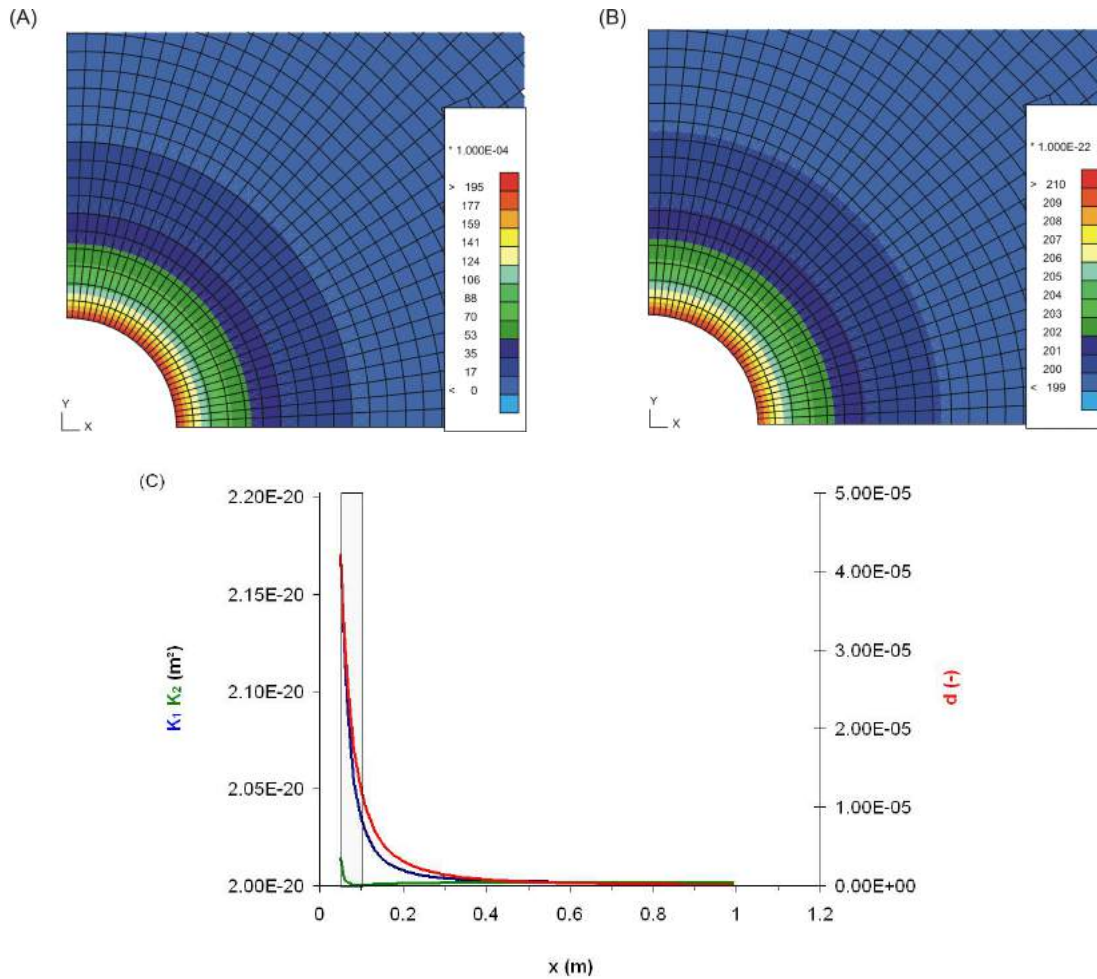 (A)
* 1.000E-04
> 195
177
159
141
124
106
88
70
53
35
17
< 0
Y
X
(B)
* 1.000E-22
> 210
209
208
207
206
205
204
203
202
201
200
< 199
Y
X
(C)
2.20E-20
2.15E-20
2.10E-20
2.05E-20
2.00E-20
K₁ K₂ (m²)
5.00E-05
4.00E-05
3.00E-05
2.00E-05
1.00E-05
0.00E+00
d (-)
0 0.2 0.4 0.6 0.8 1 1.2
x (m)